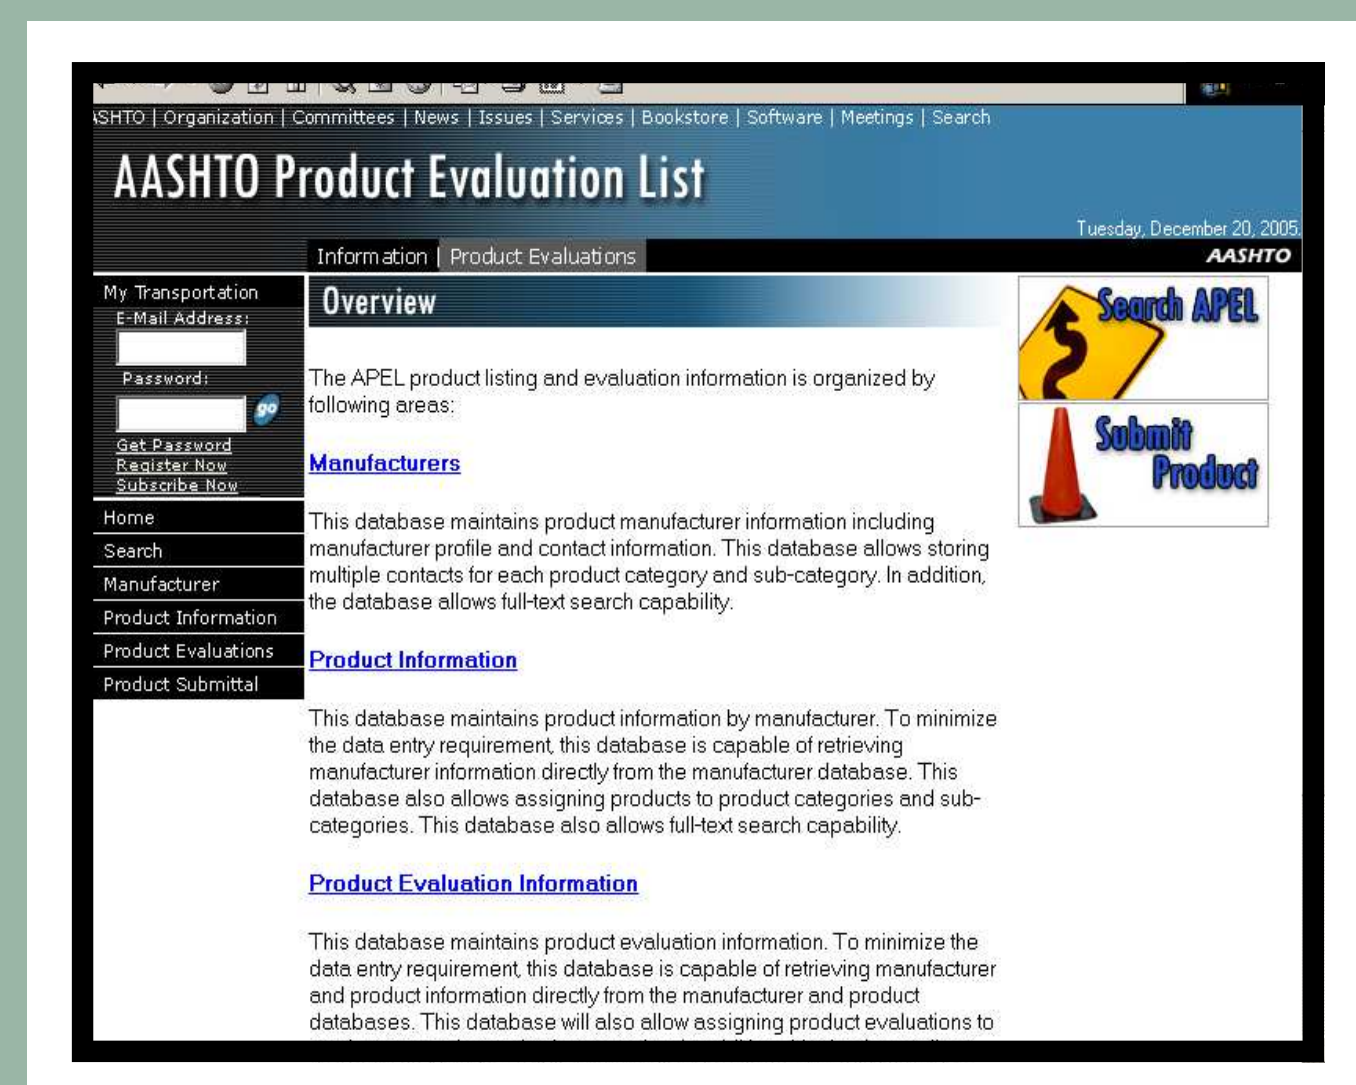 ASHTO | Organization | Committees | News | Issues | Services | Bookstore | Software | Meetings | Search
AASHTO Product Evaluation List
Tuesday, December 20, 2005.
Information | Product Evaluations
AASHTO
My Transportation
E-Mail Address:
Password:
go
Get Password
Register Now
Subscribe Now
Home
Search
Manufacturer
Product Information
Product Evaluations
Product Submittal
Overview
The APEL product listing and evaluation information is organized by
following areas:
Manufacturers
This database maintains product manufacturer information including
manufacturer profile and contact information. This database allows storing
multiple contacts for each product category and sub-category. In addition,
the database allows full-text search capability.
Product Information
This database maintains product information by manufacturer. To minimize
the data entry requirement, this database is capable of retrieving
manufacturer information directly from the manufacturer database. This
database also allows assigning products to product categories and sub-
categories. This database also allows full-text search capability.
Product Evaluation Information
This database maintains product evaluation information. To minimize the
data entry requirement, this database is capable of retrieving manufacturer
and product information directly from the manufacturer and product
databases. This database will also allow assigning product evaluations to
Search APEL
Submit
Product